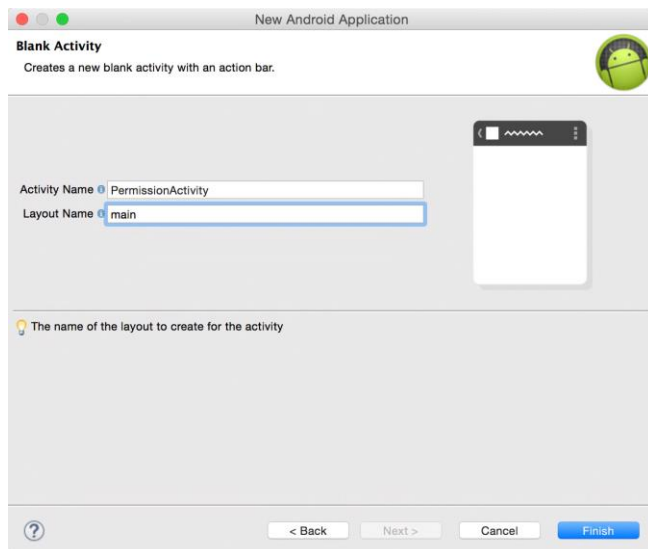 New Android Application
Blank Activity
Creates a new blank activity with an action bar.
Activity Name PermissionActivity
Layout Name main
The name of the layout to create for the activity
? < Back Next > Cancel Finish